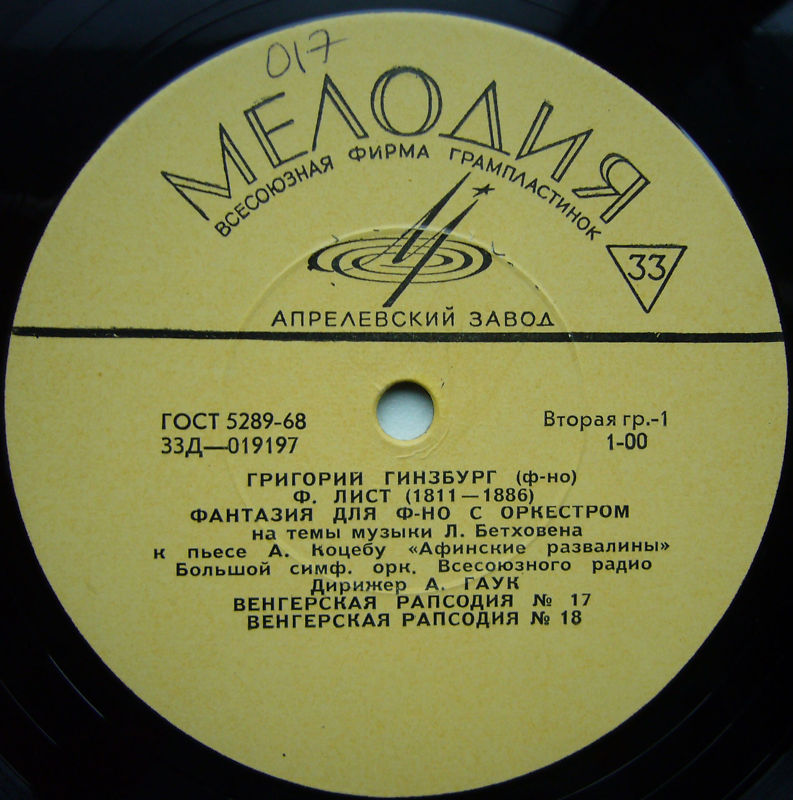 017
МЕЛОДИЯ
ВСЕСОЮЗНАЯ ФИРМА ГРАМПЛАСТИНОК
33
АПРЕЛЕВСКИЙ ЗАВОД
ГОСТ 5289-68
Вторая гр.-1
33Д—019197
1-00
ГРИГОРИЙ ГИНЗБУРГ (ф-но)
Ф. ЛИСТ (1811—1886)
ФАНТАЗИЯ ДЛЯ Ф-НО С ОРКЕСТРОМ
на темы музыки Л. Бетховена
к пьесе А. Коцебу «Афинские развалины»
Большой симф. орк. Всесоюзного радио
Дирижер А. ГАУК
ВЕНГЕРСКАЯ РАПСОДИЯ № 17
ВЕНГЕРСКАЯ РАПСОДИЯ № 18